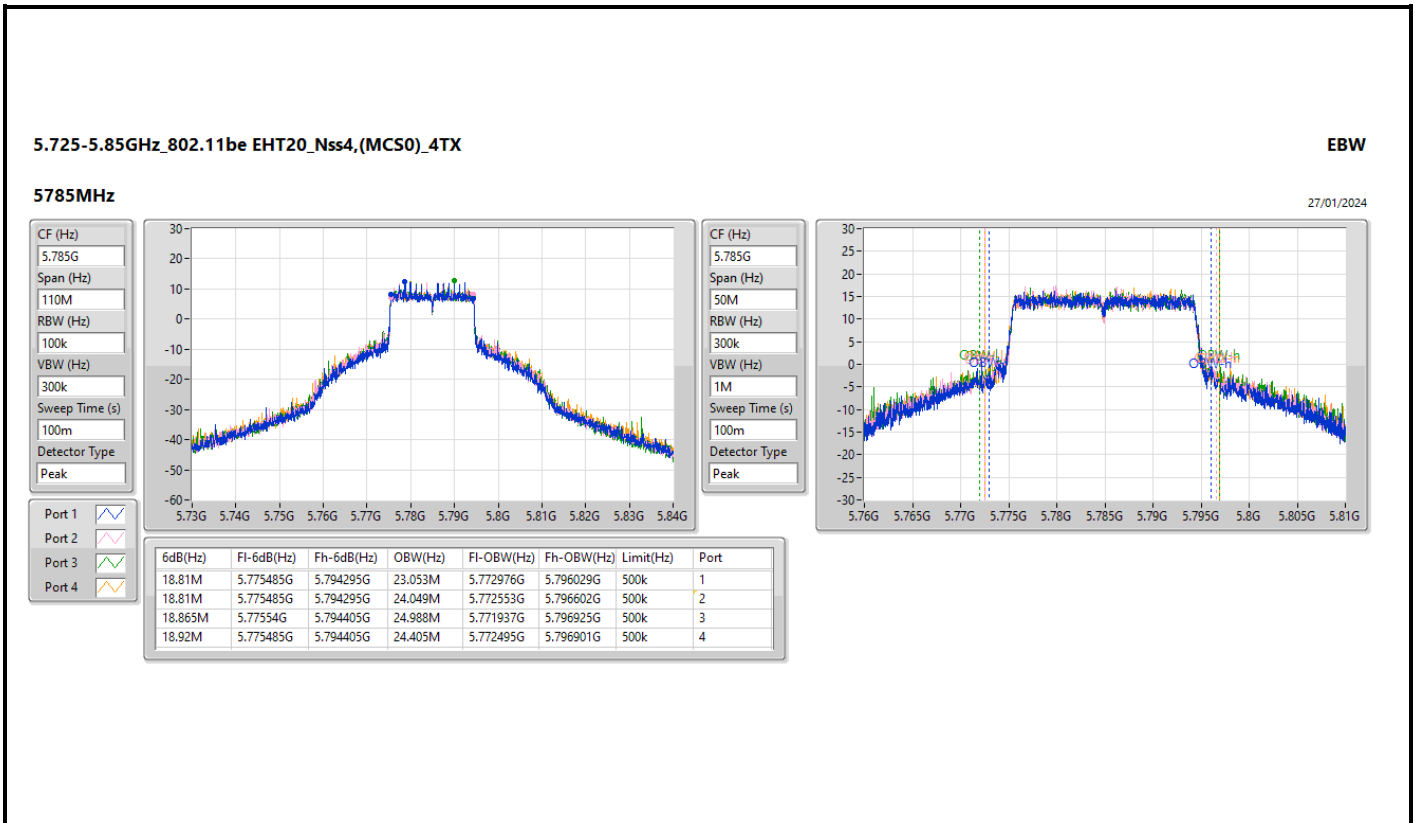 5.725-5.85GHz_802.11be EHT20_Nss4,(MCS0)_4TX
EBW
5785MHz
27/01/2024
CF (Hz)
5.785G
Span (Hz)
110M
RBW (Hz)
100k
VBW (Hz)
300k
Sweep Time (s)
100m
Detector Type
Peak
30
20
10
0
-10
-20
-30
-40
-50
-60
5.73G 5.74G 5.75G 5.76G 5.77G 5.78G 5.79G 5.8G 5.81G 5.82G 5.83G 5.84G
CF (Hz)
5.785G
Span (Hz)
50M
RBW (Hz)
300k
VBW (Hz)
1M
Sweep Time (s)
100m
Detector Type
Peak
30
25
20
15
10
5
0
-5
-10
-15
-20
-25
-30
5.76G 5.765G 5.77G 5.775G 5.78G 5.785G 5.79G 5.795G 5.8G 5.805G 5.81G
Port 1
Port 2
Port 3
Port 4
6dB(Hz) Fl-6dB(Hz) Fh-6dB(Hz) OBW(Hz) Fl-OBW(Hz) Fh-OBW(Hz) Limit(Hz) Port
18.81M 5.775485G 5.794295G 23.053M 5.772976G 5.796029G 500k 1
18.81M 5.775485G 5.794295G 24.049M 5.772553G 5.796602G 500k 2
18.865M 5.77554G 5.794405G 24.988M 5.771937G 5.796925G 500k 3
18.92M 5.775485G 5.794405G 24.405M 5.772495G 5.796901G 500k 4